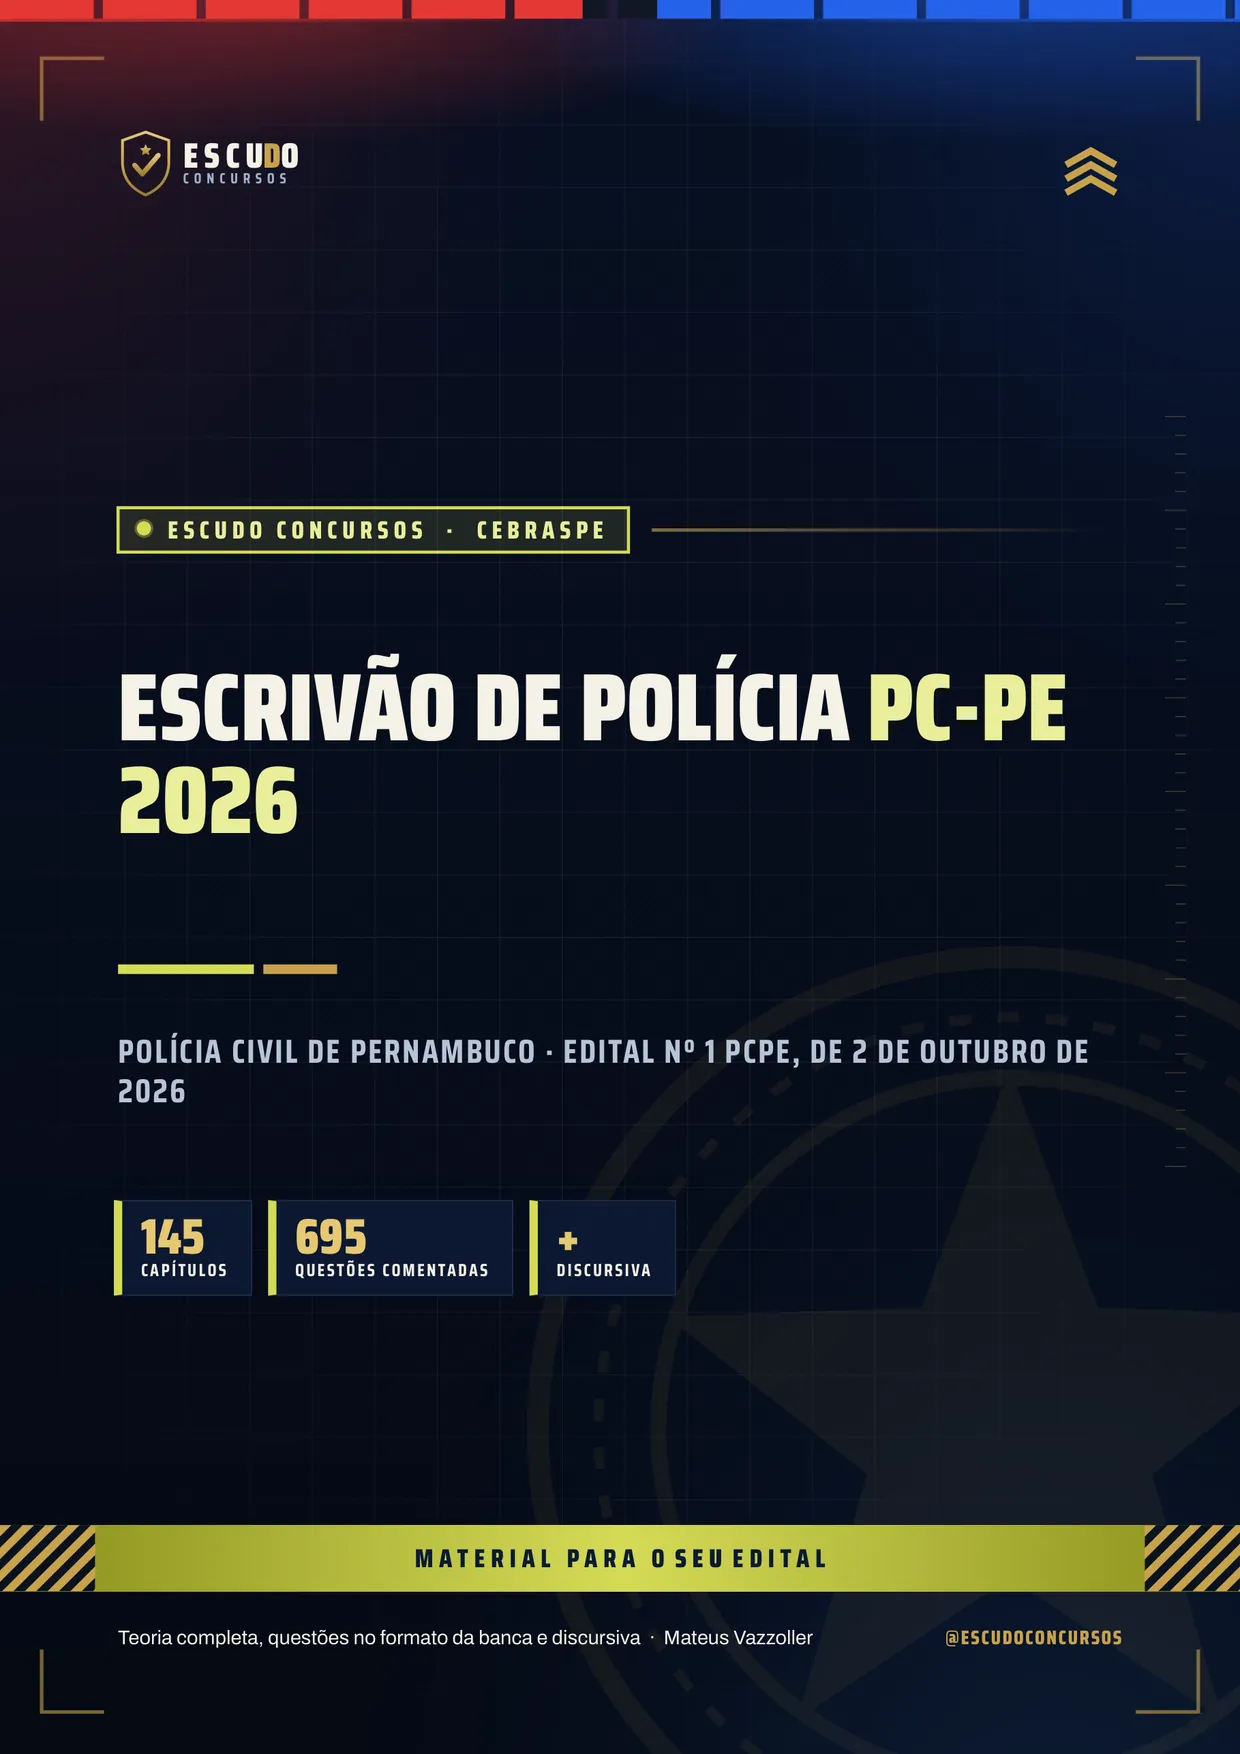 ESCUDO
CONCURSOS
ESCUDO CONCURSOS · CEBRASPE
ESCRIVÃO DE POLÍCIA PC-PE
2026
POLÍCIA CIVIL DE PERNAMBUCO · EDITAL Nº 1 PCPE, DE 2 DE OUTUBRO DE
2026
145
CAPÍTULOS
695
QUESTÕES COMENTADAS
+
DISCURSIVA
MATERIAL PARA O SEU EDITAL
Teoria completa, questões no formato da banca e discursiva · Mateus Vazzoller
@ESCUDOCONCURSOS